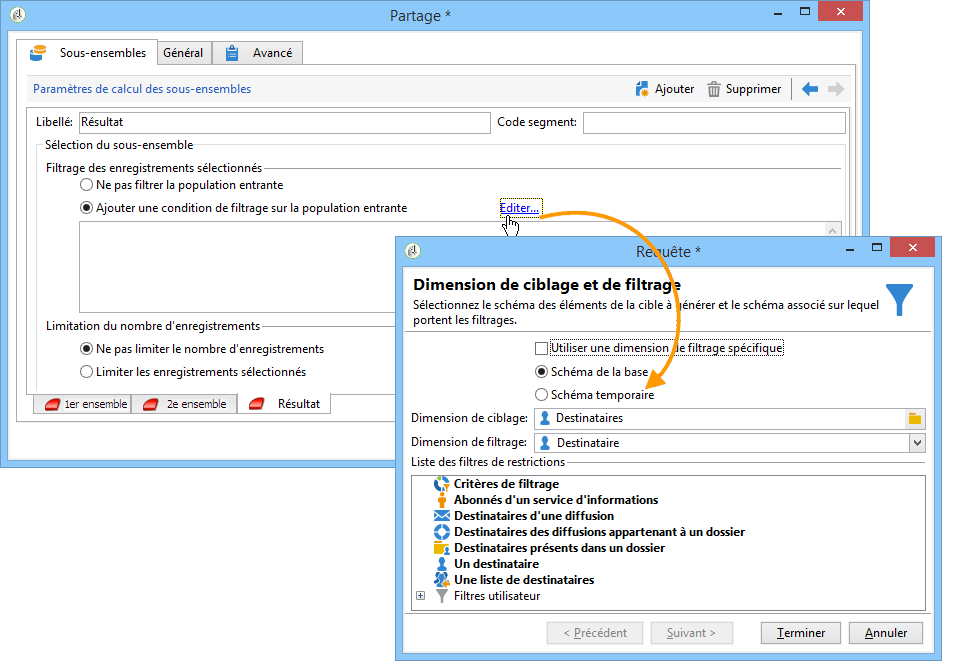 Partage *
Sous-ensembles Général Avancé
Paramètres de calcul des sous-ensembles Ajouter Supprimer
Libellé: Résultat Code segment:
Sélection du sous-ensemble
Filtrage des enregistrements sélectionnés
Ne pas filtrer la population entrante
Ajouter une condition de filtrage sur la population entrante Editer...
Limitation du nombre d'enregistrements
Ne pas limiter le nombre d'enregistrements
Limiter les enregistrements sélectionnés
1er ensemble 2e ensemble Résultat
Requête *
Dimension de ciblage et de filtrage
Sélectionnez le schéma des éléments de la cible à générer et le schéma associé sur lequel
portent les filtrages.
Utiliser une dimension de filtrage spécifique
Schéma de la base
Schéma temporaire
Dimension de ciblage: Destinataires
Dimension de filtrage: Destinataire
Liste des filtres de restrictions
Critères de filtrage
Abonnés d'un service d'informations
Destinataires d'une diffusion
Destinataires des diffusions appartenant à un dossier
Destinataires présents dans un dossier
Un destinataire
Une liste de destinataires
Filtres utilisateur
< Précédent Suivant > Terminer Annuler